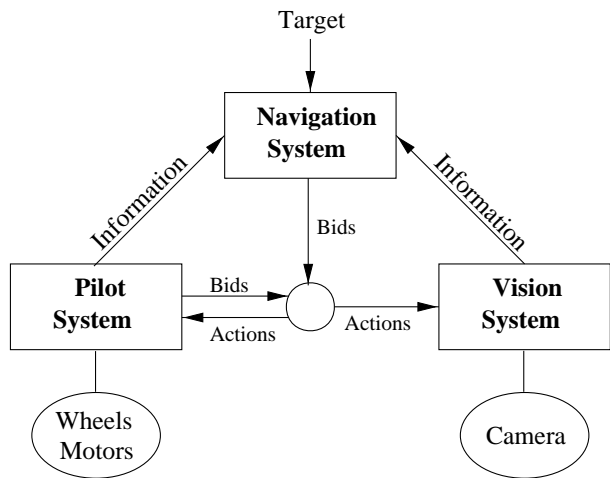 Target
Navigation
System
Information
Information
Bids
Pilot
System
Bids
Actions
Actions
Vision
System
Wheels
Motors
Camera